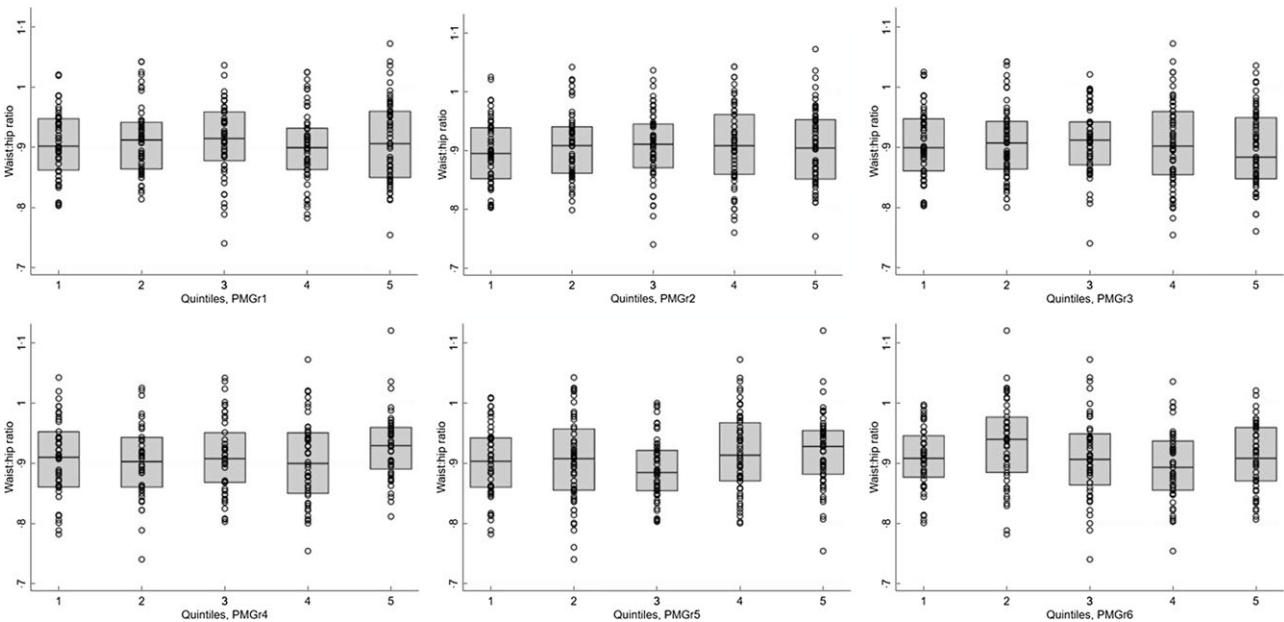 Waist:hip ratio
1·1
1
·9
·8
·7
1 2 3 4 5
Quintiles, PMGr1
Waist:hip ratio
1·1
1
·9
·8
·7
1 2 3 4 5
Quintiles, PMGr2
Waist:hip ratio
1·1
1
·9
·8
·7
1 2 3 4 5
Quintiles, PMGr3
Waist:hip ratio
1·1
1
·9
·8
·7
1 2 3 4 5
Quintiles, PMGr4
Waist:hip ratio
1·1
1
·9
·8
·7
1 2 3 4 5
Quintiles, PMGr5
Waist:hip ratio
1·1
1
·9
·8
·7
1 2 3 4 5
Quintiles, PMGr6